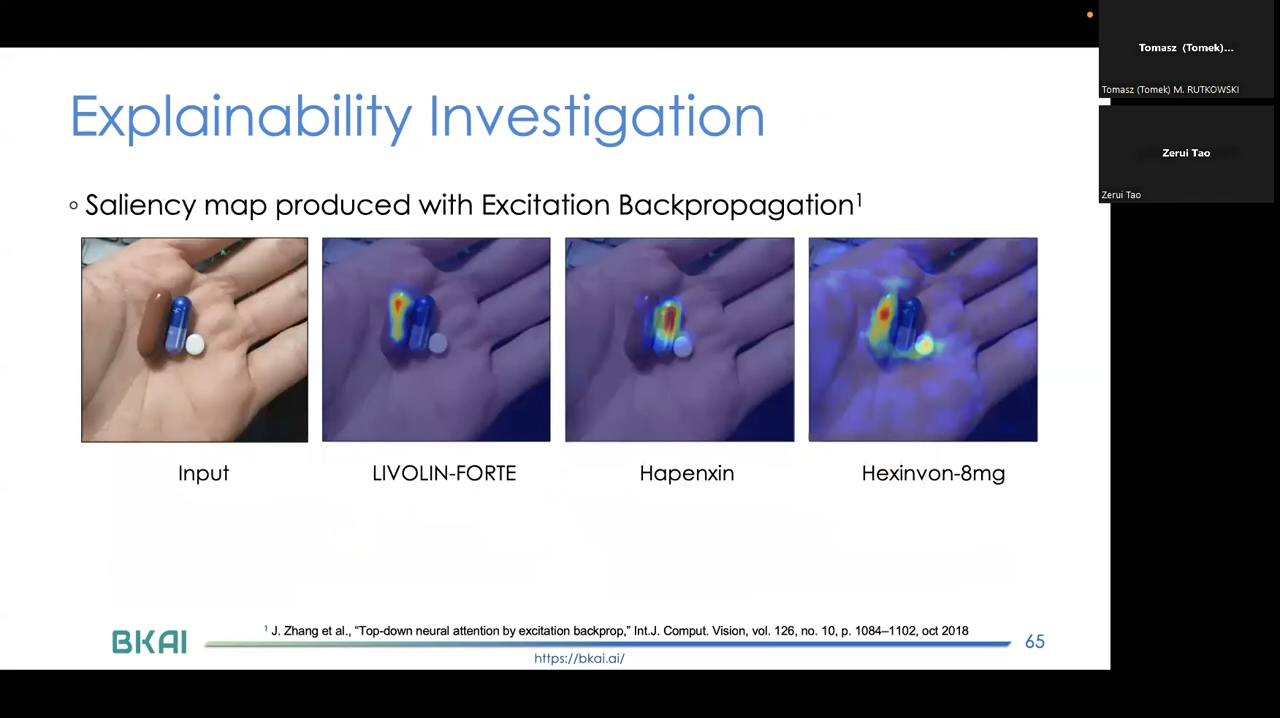 Explainability Investigation
Saliency map produced with Excitation Backpropagation¹
Input
LIVOLIN-FORTE
Hapenxin
Hexinvon-8mg
¹ J. Zhang et al., “Top-down neural attention by excitation backprop,” Int.J. Comput. Vision, vol. 126, no. 10, p. 1084–1102, oct 2018
BKAI
65
https://bkai.ai/
Tomasz (Tomek)...
Tomasz (Tomek) M. RUTKOWSKI
Zerui Tao
Zerui Tao